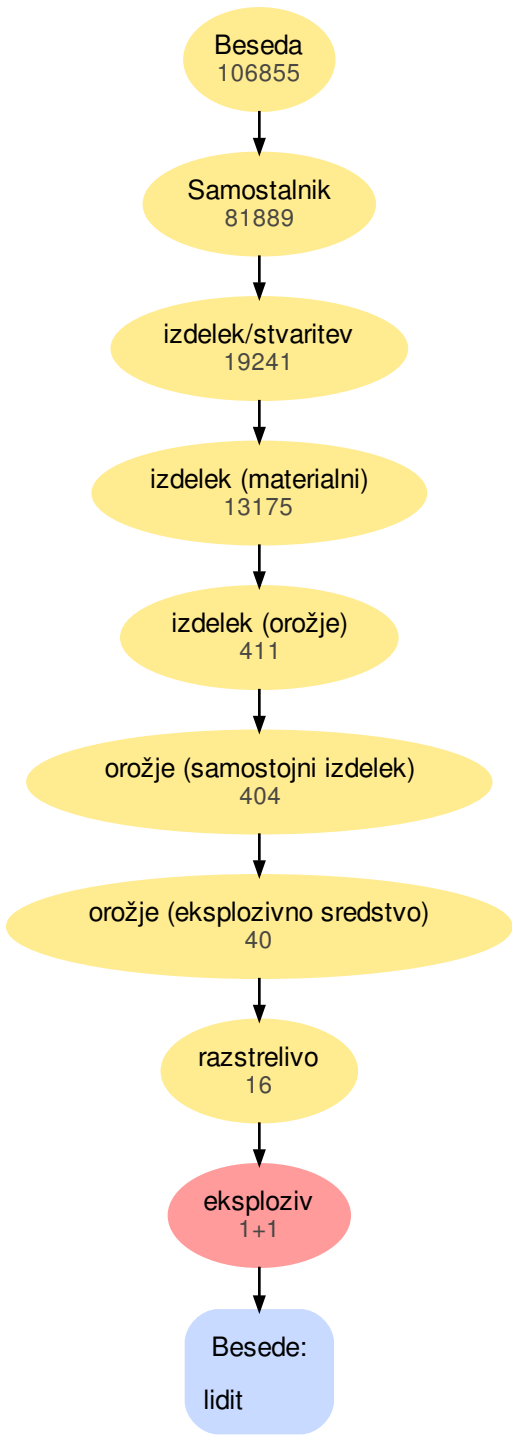 Beseda
106855
Samostalnik
81889
izdelek/stvaritev
19241
izdelek (materialni)
13175
izdelek (orožje)
411
orožje (samostojni izdelek)
404
orožje (eksplozivno sredstvo)
40
razstrelivo
16
eksploziv
1+1
Besede:
lidit